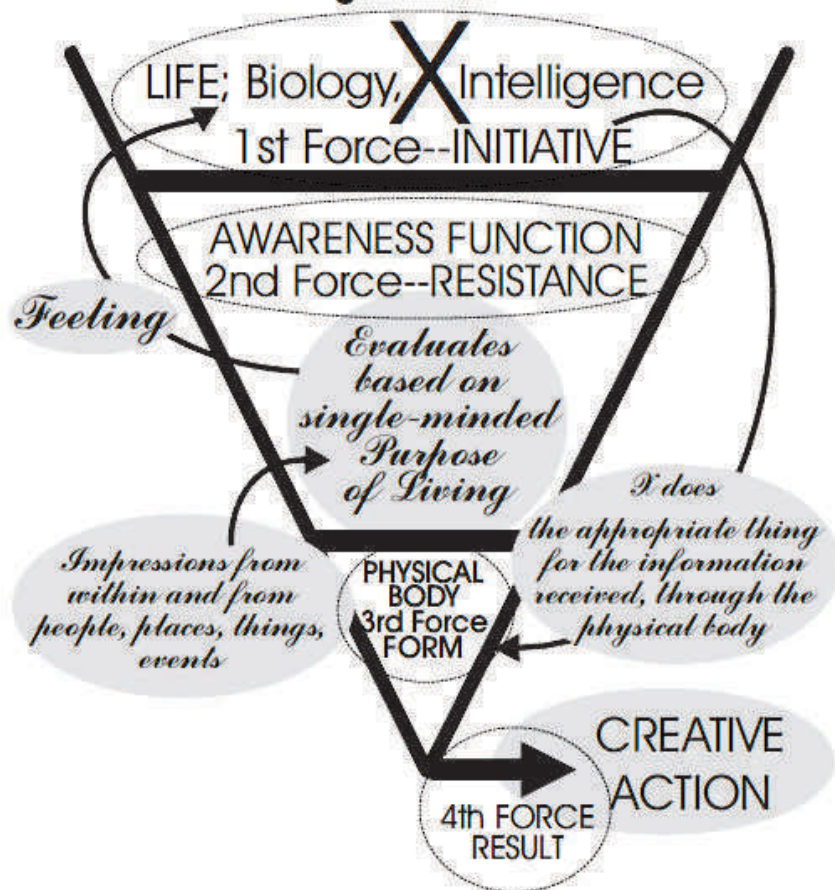 LIFE; Biology, X Intelligence
1st Force--INITIATIVE
AWARENESS FUNCTION
2nd Force--RESISTANCE
Feeling
Evaluates
based on
single-minded
Purpose
of Living
Impressions from
within and from
people, places, things,
events
X does
the appropriate thing
for the information
received, through the
physical body
PHYSICAL
BODY
3rd Force
FORM
CREATIVE
ACTION
4th FORCE
RESULT